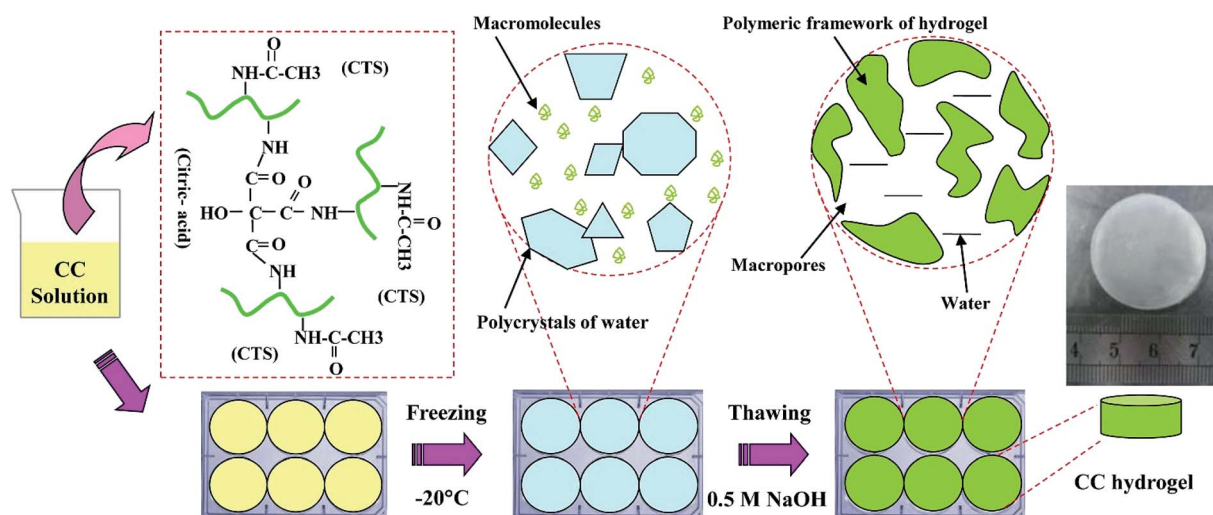 Macromolecules
Polymeric framework of hydrogel
O
NH-C-CH3
(CTS)
NH
(Citric- acid)
C=O
O
HO
C
C
NH
NH-C-CH3
O
C=O
NH
(CTS)
NH-C-CH3
O
(CTS)
CC
Solution
Polycrystals of water
Macropores
Water
4 5 6 7
Freezing
-20°C
Thawing
0.5 M NaOH
CC hydrogel